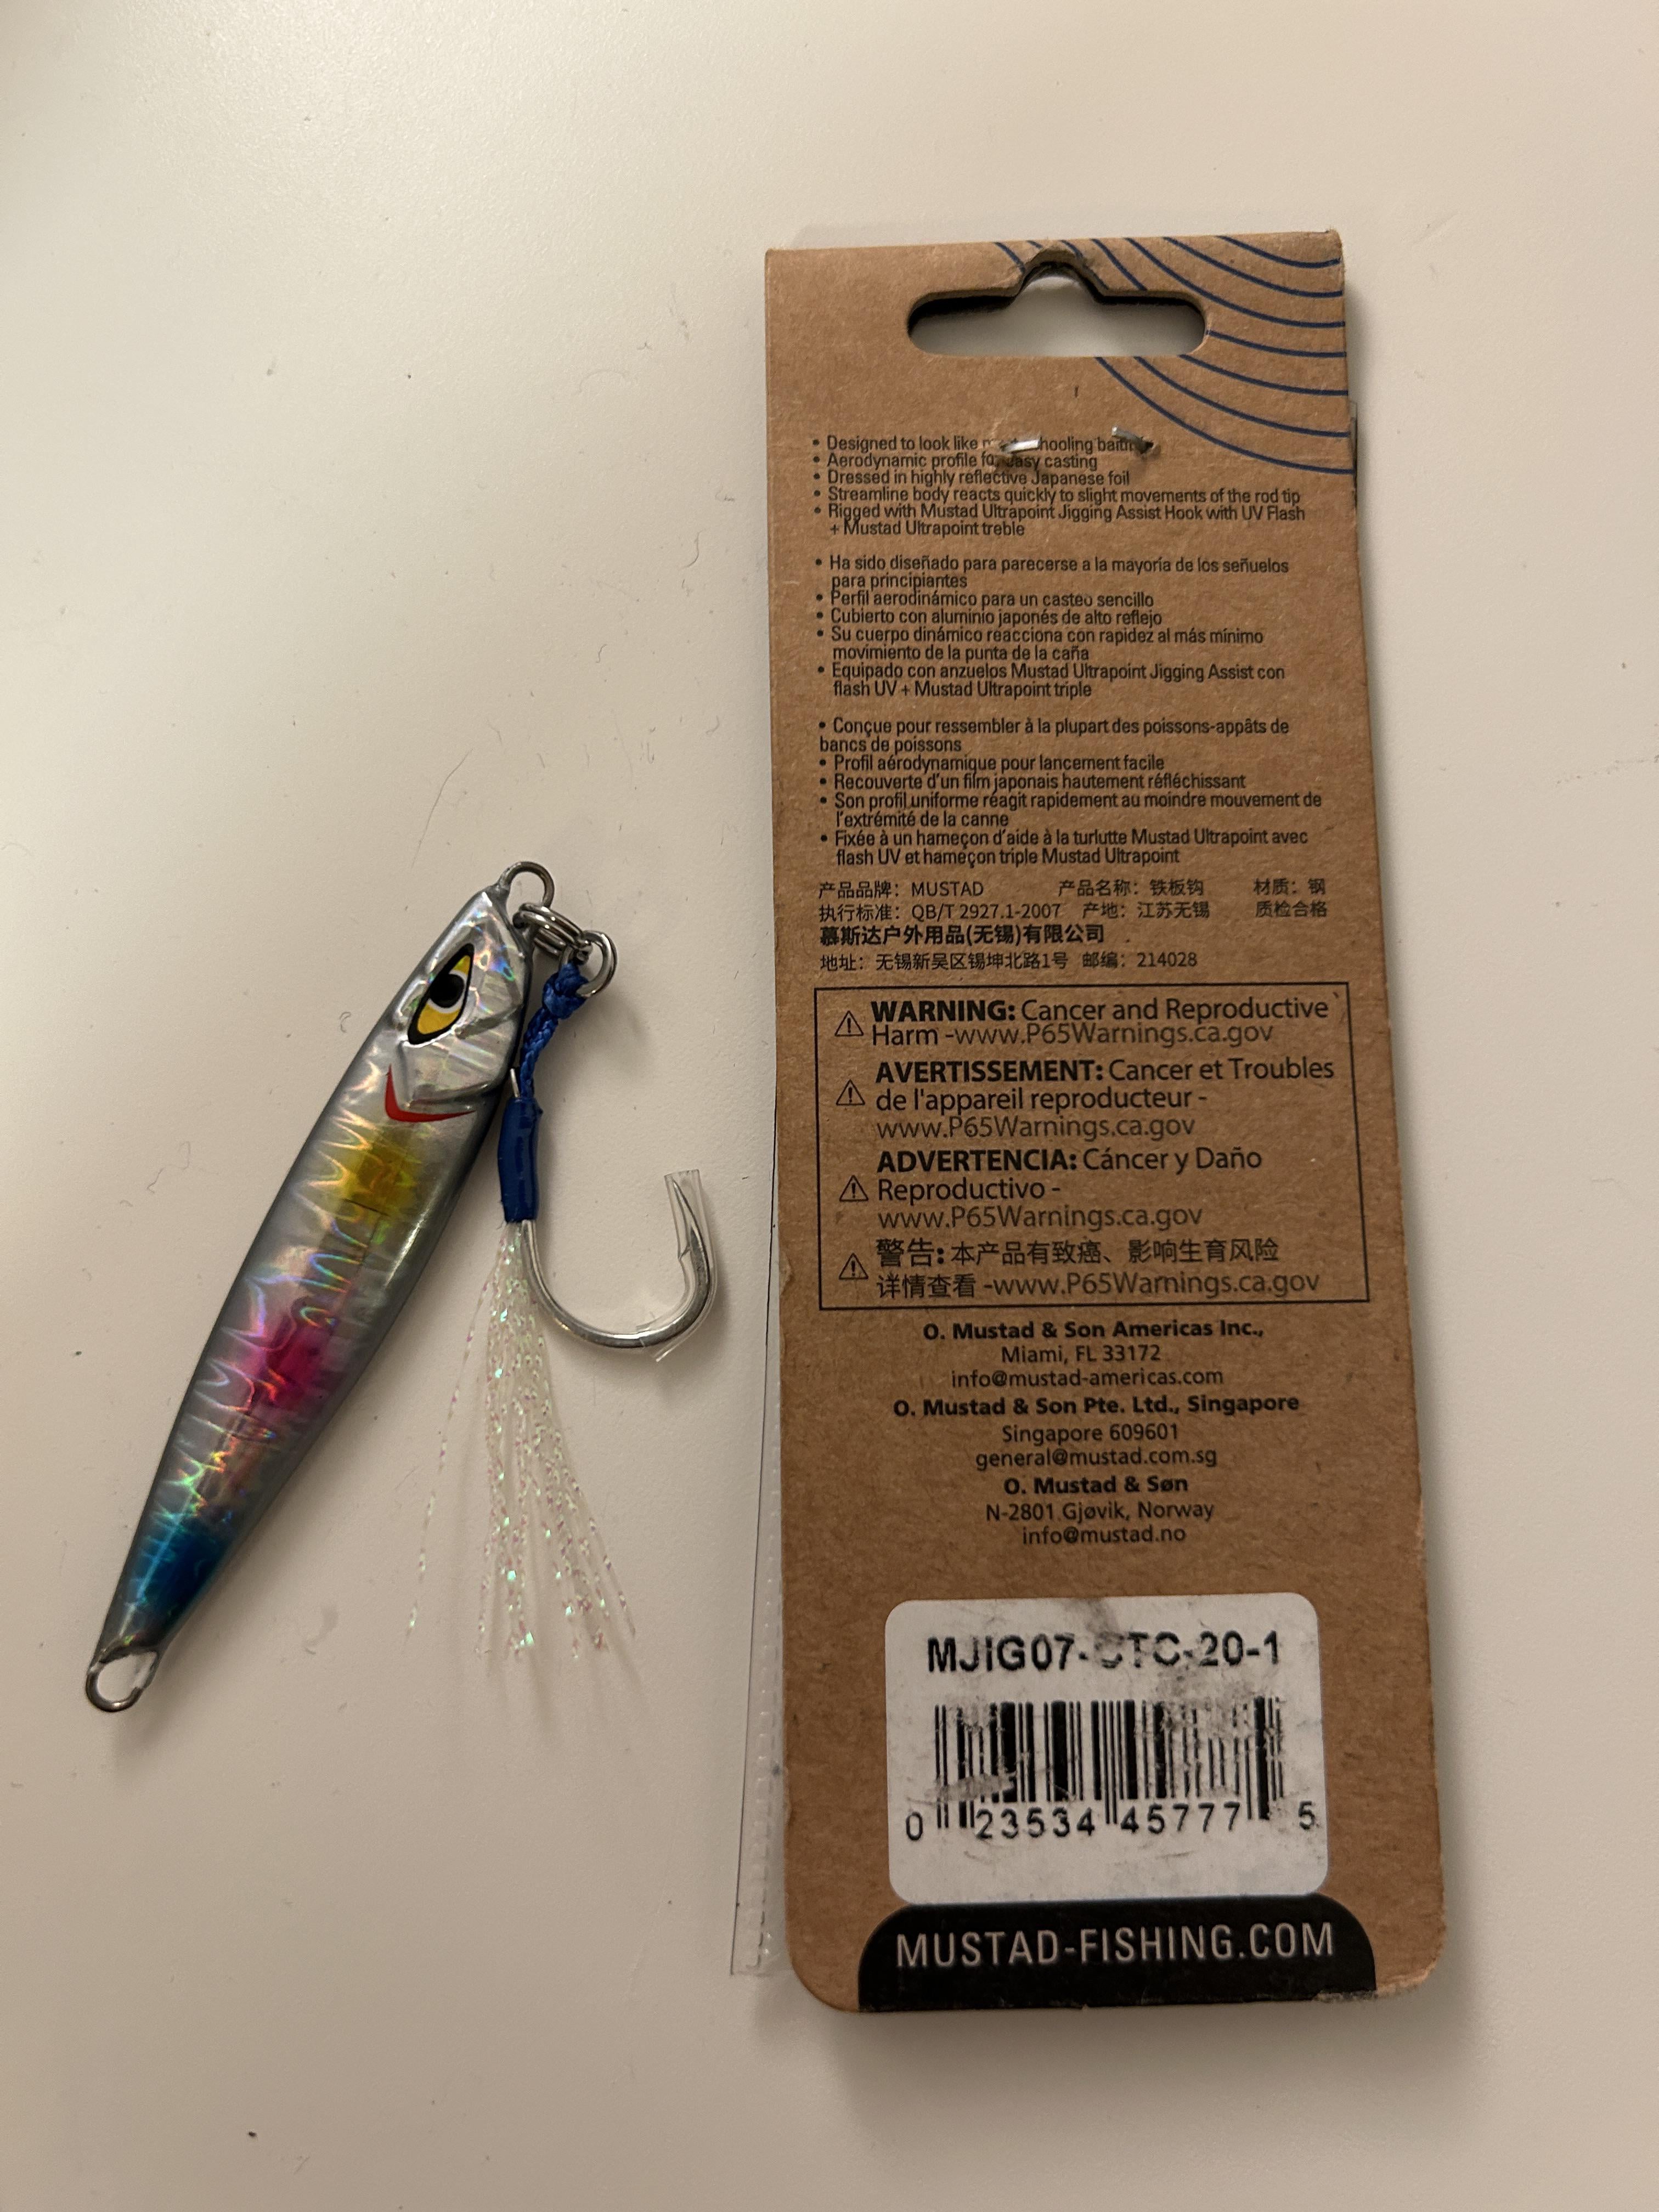 • Designed to look like
• Aerodynamic profile easy casting
• Dressed in highly reflective Japanese foil
• Streamline body reacts quickly to slight movements of the rod tip
• Rigged with Mustad Ultrapoint Jigging Assist Hook with UV Flash
+ Mustad Ultrapoint treble
• Ha sido diseñado para parecerse a la mayoría de los señuelos
para principiantes
• Perfil aerodinámico para un casteo sencillo
• Cubierto con aluminio japonés de alto reflejo
• Su cuerpo dinámico reacciona con rapidez al más mínimo
movimiento de la punta de la caña
• Equipado con anzuelos Mustad Ultrapoint Jigging Assist con
flash UV + Mustad Ultrapoint triple
• Conçue pour ressembler à la plupart des poissons-appâts de
bancs de poissons
• Profil aérodynamique pour lancement facile
• Recouverte d'un film japonais hautement réfléchissant
• Son profil uniforme réagit rapidement au moindre mouvement de
l'extrémité de la canne
• Fixée à un hameçon d'aide à la turlutte Mustad Ultrapoint avec
flash UV et hameçon triple Mustad Ultrapoint
产品品牌：MUSTAD 产品名称：铁板钩 材质：钢
执行标准：QB/T 2927.1-2007 产地：江苏无锡 质检合格
慕斯达户外用品(无锡)有限公司
地址：无锡新吴区锡坤北路1号 邮编：214028
WARNING: Cancer and Reproductive
Harm -www.P65Warnings.ca.gov
AVERTISSEMENT: Cancer et Troubles
de l'appareil reproducteur -
www.P65Warnings.ca.gov
ADVERTENCIA: Cáncer y Daño
Reproductivo -
www.P65Warnings.ca.gov
警告: 本产品有致癌、影响生育风险
详情查看 -www.P65Warnings.ca.gov
O. Mustad & Son Americas Inc.,
Miami, FL 33172
info@mustad-americas.com
O. Mustad & Son Pte. Ltd., Singapore
Singapore 609601
general@mustad.com.sg
O. Mustad & Søn
N-2801 Gjøvik, Norway
info@mustad.no
MJIG07-CTC-20-1
0 23534 45777 5
MUSTAD-FISHING.COM